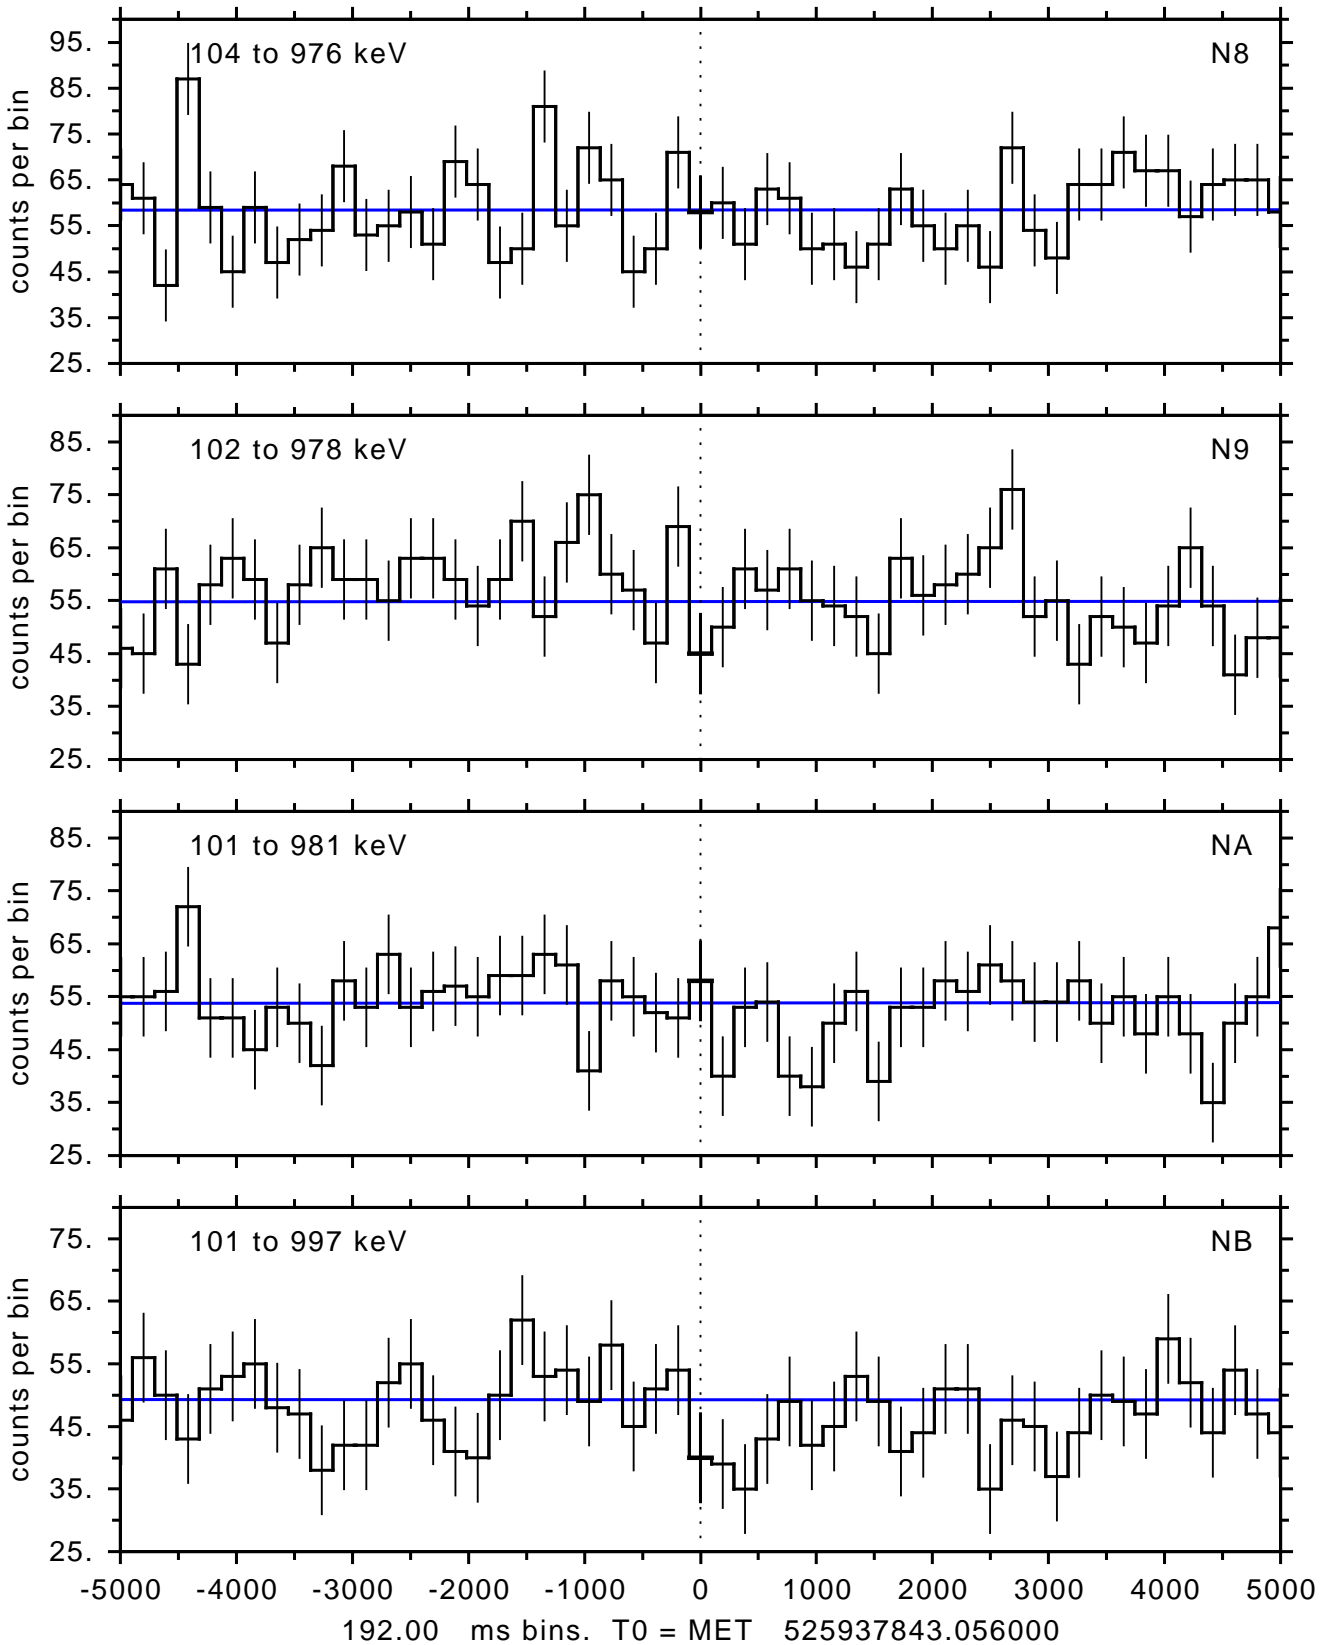 104 to 976 keV N8
95.
85.
75.
65.
55.
45.
35.
25.
counts per bin
102 to 978 keV N9
85.
75.
65.
55.
45.
35.
25.
counts per bin
101 to 981 keV NA
85.
75.
65.
55.
45.
35.
25.
counts per bin
101 to 997 keV NB
75.
65.
55.
45.
35.
25.
counts per bin
-5000 -4000 -3000 -2000 -1000 0 1000 2000 3000 4000 5000
192.00 ms bins. T0 = MET 525937843.056000